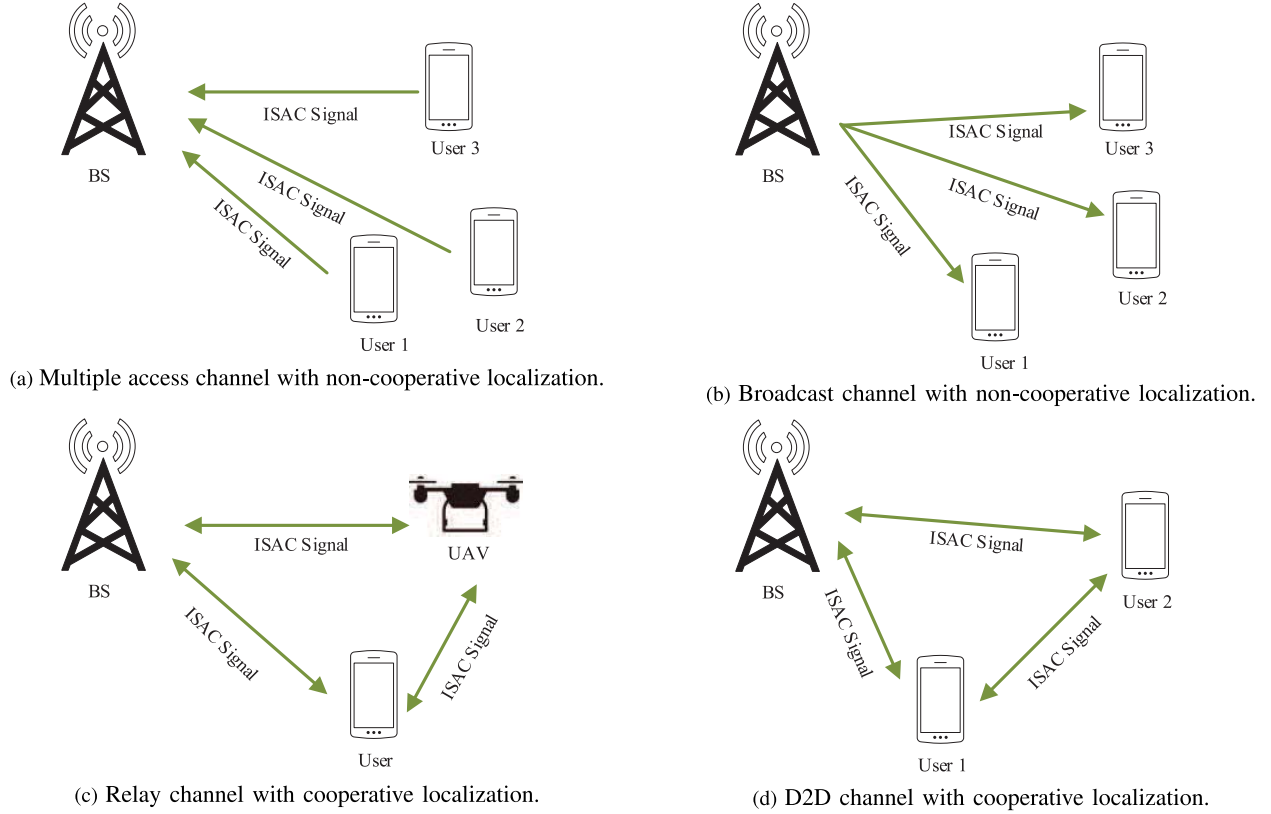 ISAC Signal
User 3
BS
ISAC Signal
ISAC Signal
User 2
User 1
(a) Multiple access channel with non-cooperative localization.
ISAC Signal
User 3
BS
ISAC Signal
ISAC Signal
User 2
User 1
(b) Broadcast channel with non-cooperative localization.
ISAC Signal
UAV
BS
ISAC Signal
ISAC Signal
User
(c) Relay channel with cooperative localization.
ISAC Signal
BS
User 2
ISAC Signal
ISAC Signal
User 1
(d) D2D channel with cooperative localization.